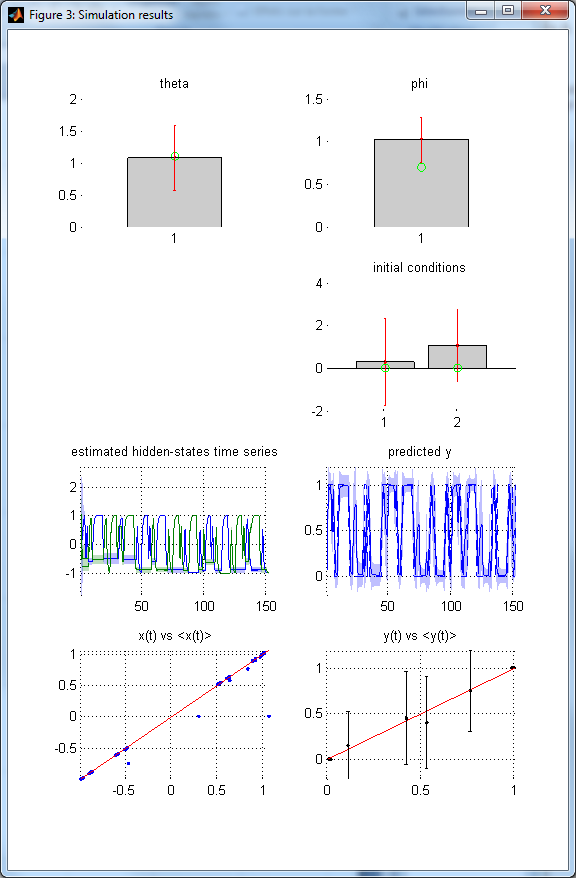 Figure 3: Simulation results
theta
2
1.5
1
0.5
0
1
phi
1.5
1
0.5
0
1
initial conditions
4
2
0
-2
1 2
estimated hidden-states time series
2
1
0
-1
50 100 150
predicted y
1
0.5
0
50 100 150
x(t) vs <x(t)>
1
0.5
0
-0.5
-0.5 0 0.5 1
y(t) vs <y(t)>
1
0.5
0
0 0.5 1